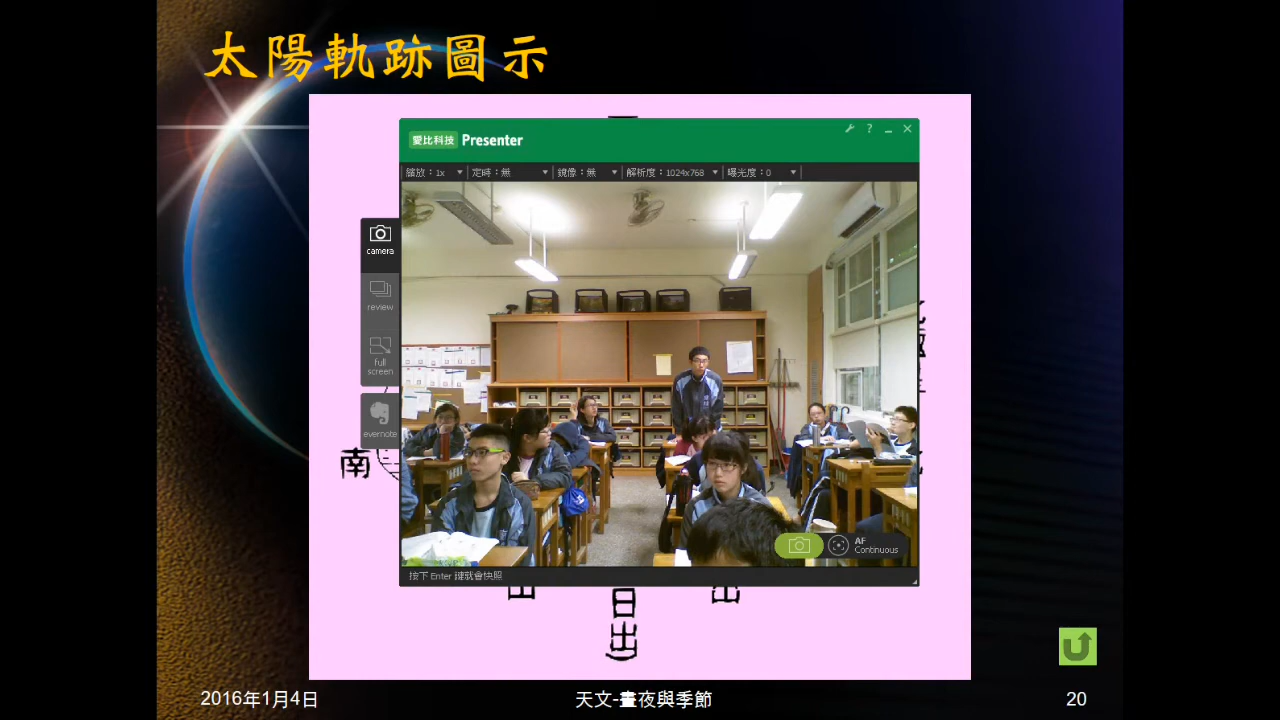 太陽軌跡圖示
愛比科技 Presenter
縮放：1x 定時：無 鏡像：無 解析度：1024x768 曝光度：0
camera
review
full
screen
evernote
南
AF
Continuous
按下 Enter 鍵就會快照
日
出
2016年1月4日
天文-晝夜與季節
20